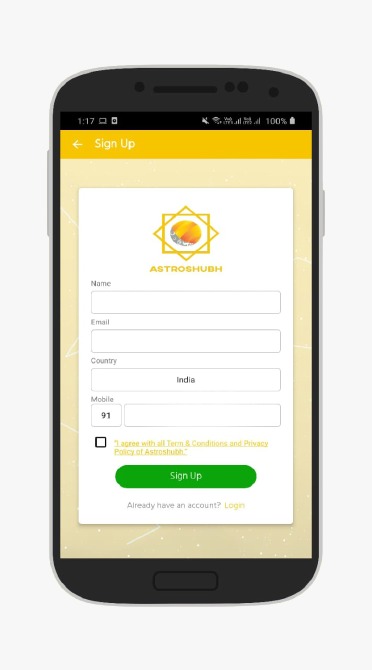 1:17 100%
Sign Up
ASTROSHUBH
Name
Email
Country
India
Mobile
91
"I agree with all Term & Conditions and Privacy
Policy of Astroshubh."
Sign Up
Already have an account? Login